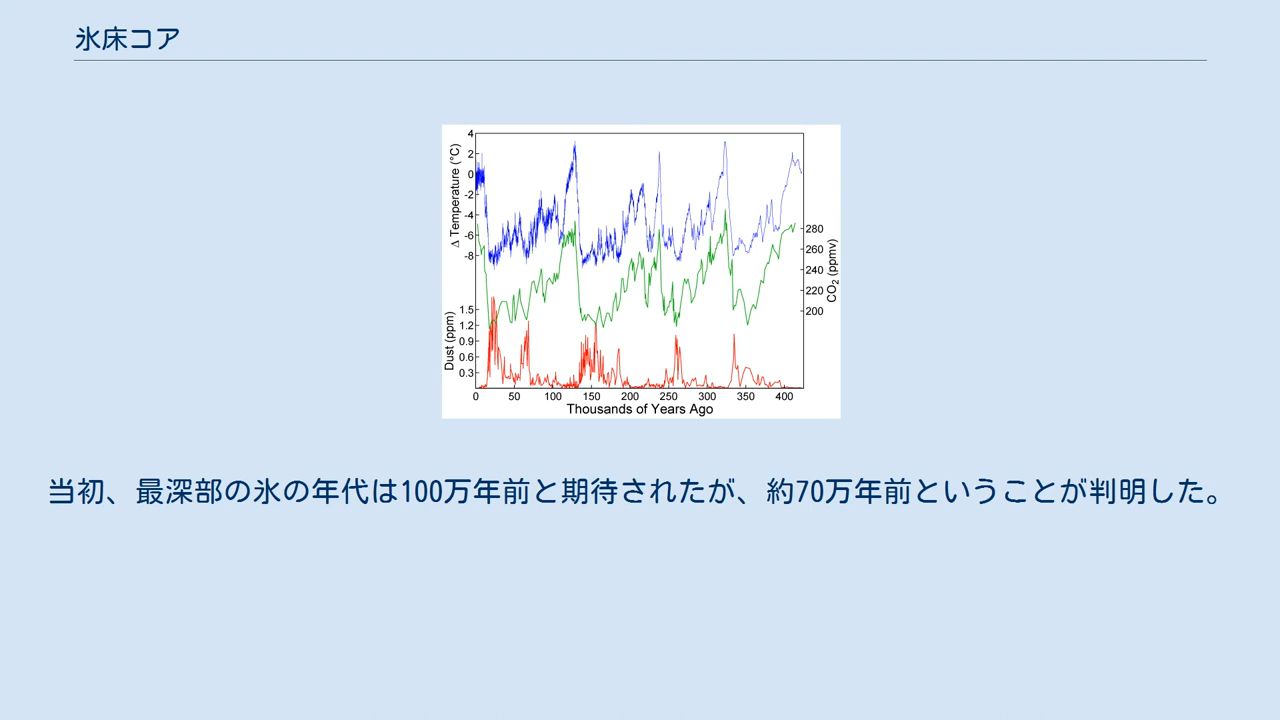 氷床コア
4
2
0
-2
-4
-6
-8
Δ Temperature (°C)
280
260
240
220
200
CO2 (ppmv)
1.5
1.2
0.9
0.6
0.3
Dust (ppm)
0 50 100 150 200 250 300 350 400
Thousands of Years Ago
当初、最深部の氷の年代は100万年前と期待されたが、約70万年前ということが判明した。